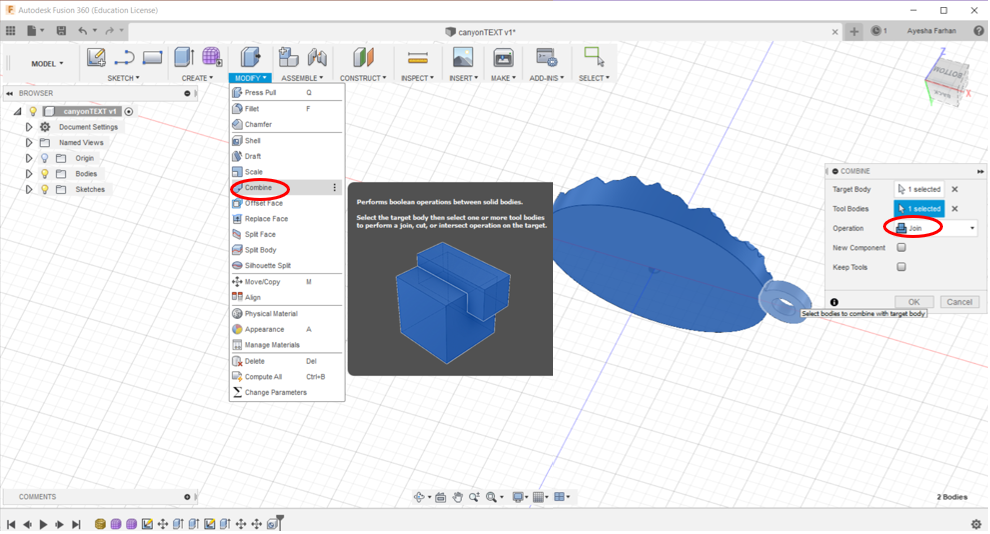 Autodesk Fusion 360 (Education License)
canyonTEXT v1*
1
Ayesha Farhan
MODEL
SKETCH
CREATE
MODIFY
ASSEMBLE
CONSTRUCT
INSPECT
INSERT
MAKE
ADD-INS
SELECT
BROWSER
canyonTEXT v1
Document Settings
Named Views
Origin
Bodies
Sketches
Press Pull Q
Fillet F
Chamfer
Shell
Draft
Scale
Combine
Offset Face
Replace Face
Split Face
Split Body
Silhouette Split
Move/Copy M
Align
Physical Material
Appearance A
Manage Materials
Delete Del
Compute All Ctrl+B
Change Parameters
Performs boolean operations between solid bodies.
Select the target body then select one or more tool bodies
to perform a join, cut, or intersect operation on the target.
Z
BOTTOM
BACK
X
COMBINE
Target Body 1 selected
Tool Bodies 1 selected
Operation Join
New Component
Keep Tools
OK Cancel
Select bodies to combine with target body
COMMENTS
2 Bodies